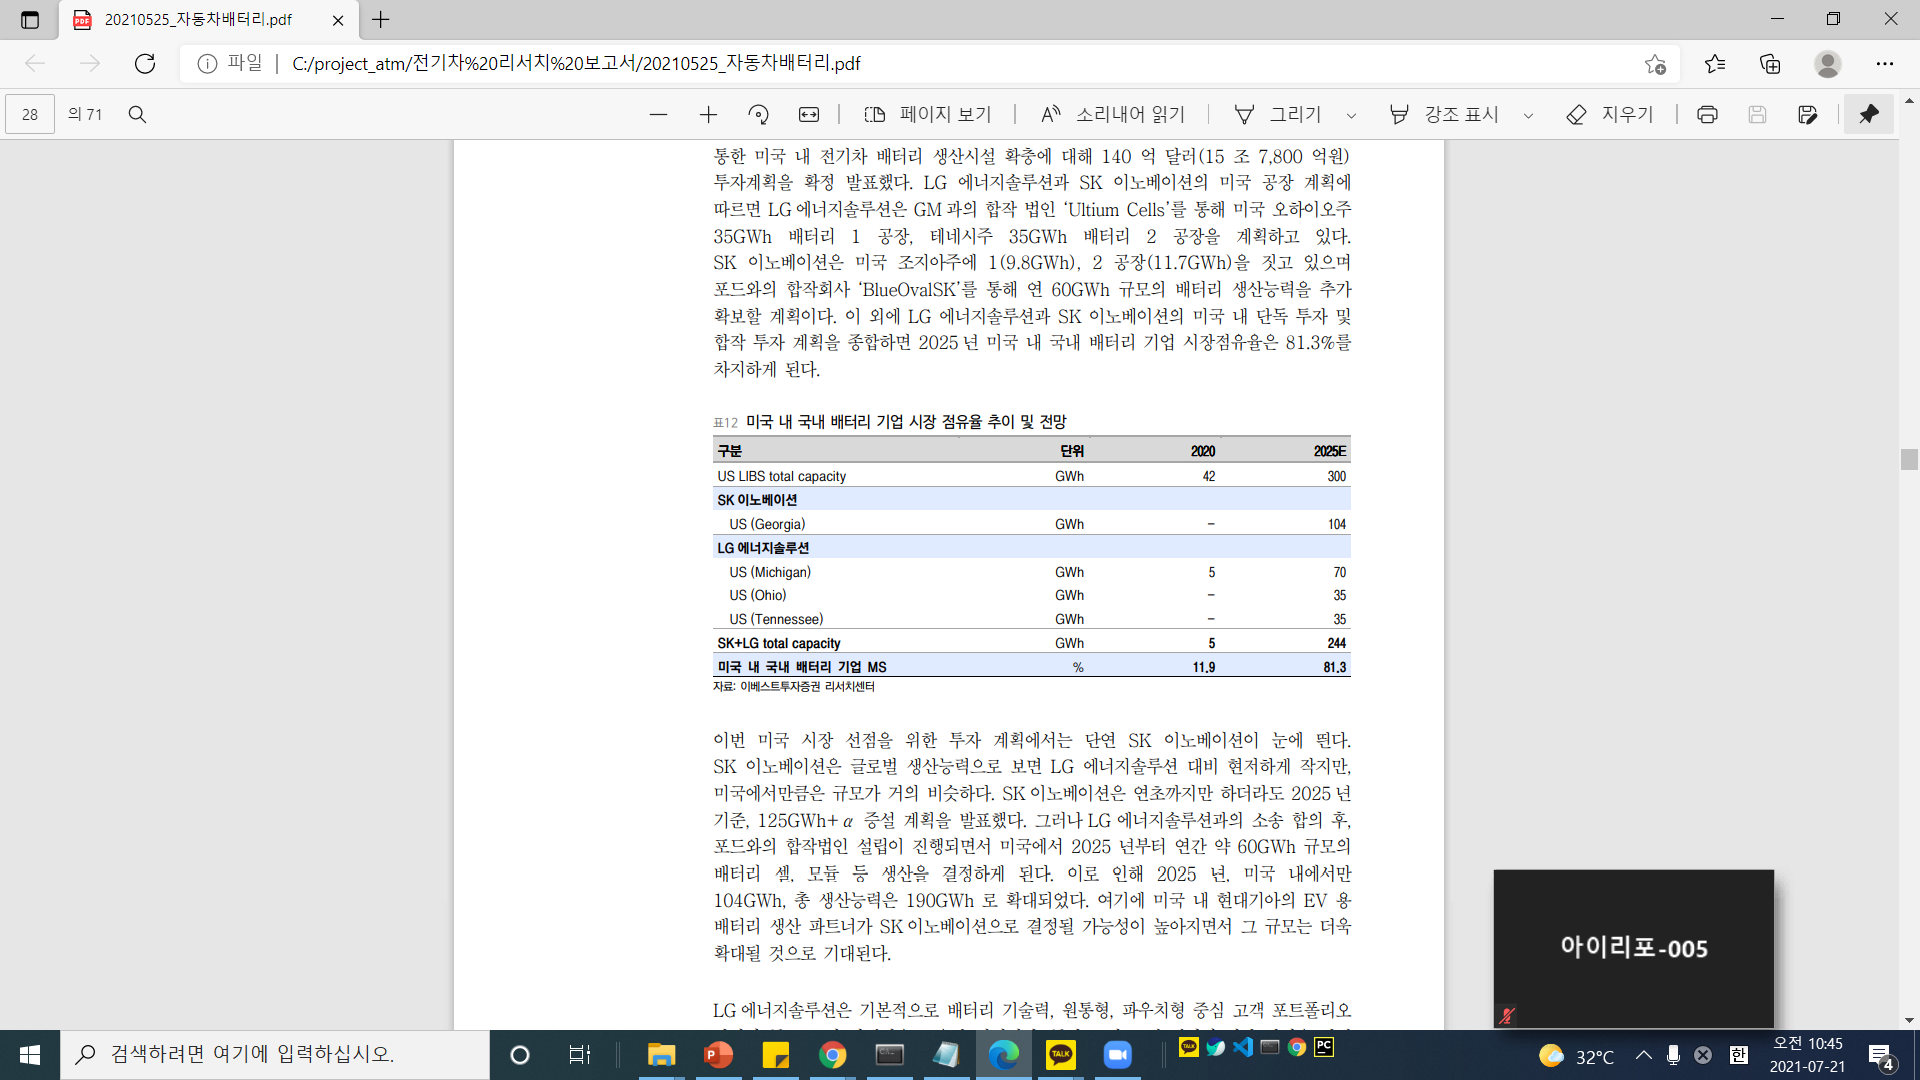 20210525_자동차배터리.pdf
파일 C:/project_atm/전기차%20리서치%20보고서/20210525_자동차배터리.pdf
28 의 71 페이지 보기 소리내어 읽기 그리기 강조 표시 지우기
통한 미국 내 전기차 배터리 생산시설 확충에 대해 140 억 달러(15 조 7,800 억원)
투자계획을 확정 발표했다. LG 에너지솔루션과 SK 이노베이션의 미국 공장 계획에
따르면 LG 에너지솔루션은 GM 과의 합작 법인 ‘Ultium Cells’를 통해 미국 오하이오주
35GWh 배터리 1 공장, 테네시주 35GWh 배터리 2 공장을 계획하고 있다.
SK 이노베이션은 미국 조지아주에 1(9.8GWh), 2 공장(11.7GWh)을 짓고 있으며
포드와의 합작회사 ‘BlueOvalSK’를 통해 연 60GWh 규모의 배터리 생산능력을 추가
확보할 계획이다. 이 외에 LG 에너지솔루션과 SK 이노베이션의 미국 내 단독 투자 및
합작 투자 계획을 종합하면 2025 년 미국 내 국내 배터리 기업 시장점유율은 81.3%를
차지하게 된다.
표12 미국 내 국내 배터리 기업 시장 점유율 추이 및 전망
구분 단위 2020 2025E
US LIBS total capacity GWh 42 300
SK 이노베이션
US (Georgia) GWh – 104
LG 에너지솔루션
US (Michigan) GWh 5 70
US (Ohio) GWh – 35
US (Tennessee) GWh – 35
SK+LG total capacity GWh 5 244
미국 내 국내 배터리 기업 MS % 11.9 81.3
자료: 이베스트투자증권 리서치센터
이번 미국 시장 선점을 위한 투자 계획에서는 단연 SK 이노베이션이 눈에 띈다.
SK 이노베이션은 글로벌 생산능력으로 보면 LG 에너지솔루션 대비 현저하게 작지만,
미국에서만큼은 규모가 거의 비슷하다. SK 이노베이션은 연초까지만 하더라도 2025 년
기준, 125GWh+α 증설 계획을 발표했다. 그러나 LG 에너지솔루션과의 소송 합의 후,
포드와의 합작법인 설립이 진행되면서 미국에서 2025 년부터 연간 약 60GWh 규모의
배터리 셀, 모듈 등 생산을 결정하게 된다. 이로 인해 2025 년, 미국 내에서만
104GWh, 총 생산능력은 190GWh 로 확대되었다. 여기에 미국 내 현대기아의 EV 용
배터리 생산 파트너가 SK 이노베이션으로 결정될 가능성이 높아지면서 그 규모는 더욱
확대될 것으로 기대된다.
LG 에너지솔루션은 기본적으로 배터리 기술력, 원통형, 파우치형 중심 고객 포트폴리오
아이리포-005
검색하려면 여기에 입력하십시오.
TALK
TALK
PC
32°C
한
오전 10:45
2021-07-21
4